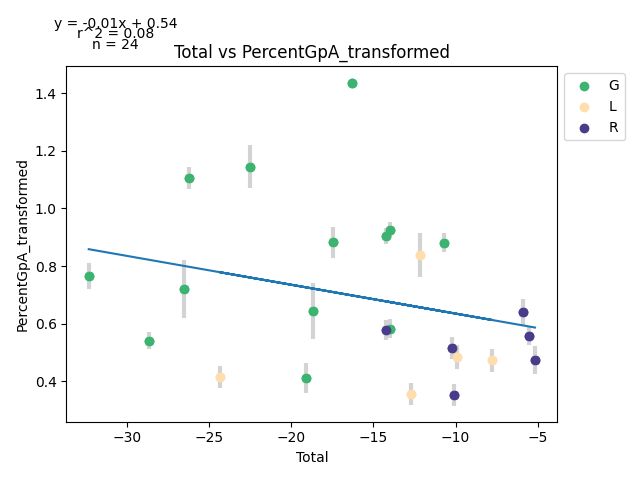 y = -0.01x + 0.54
r^2 = 0.08
n = 24
Total vs PercentGpA_transformed
G
L
R
PercentGpA_transformed
1.4
1.2
1.0
0.8
0.6
0.4
−30
−25
−20
−15
−10
−5
Total